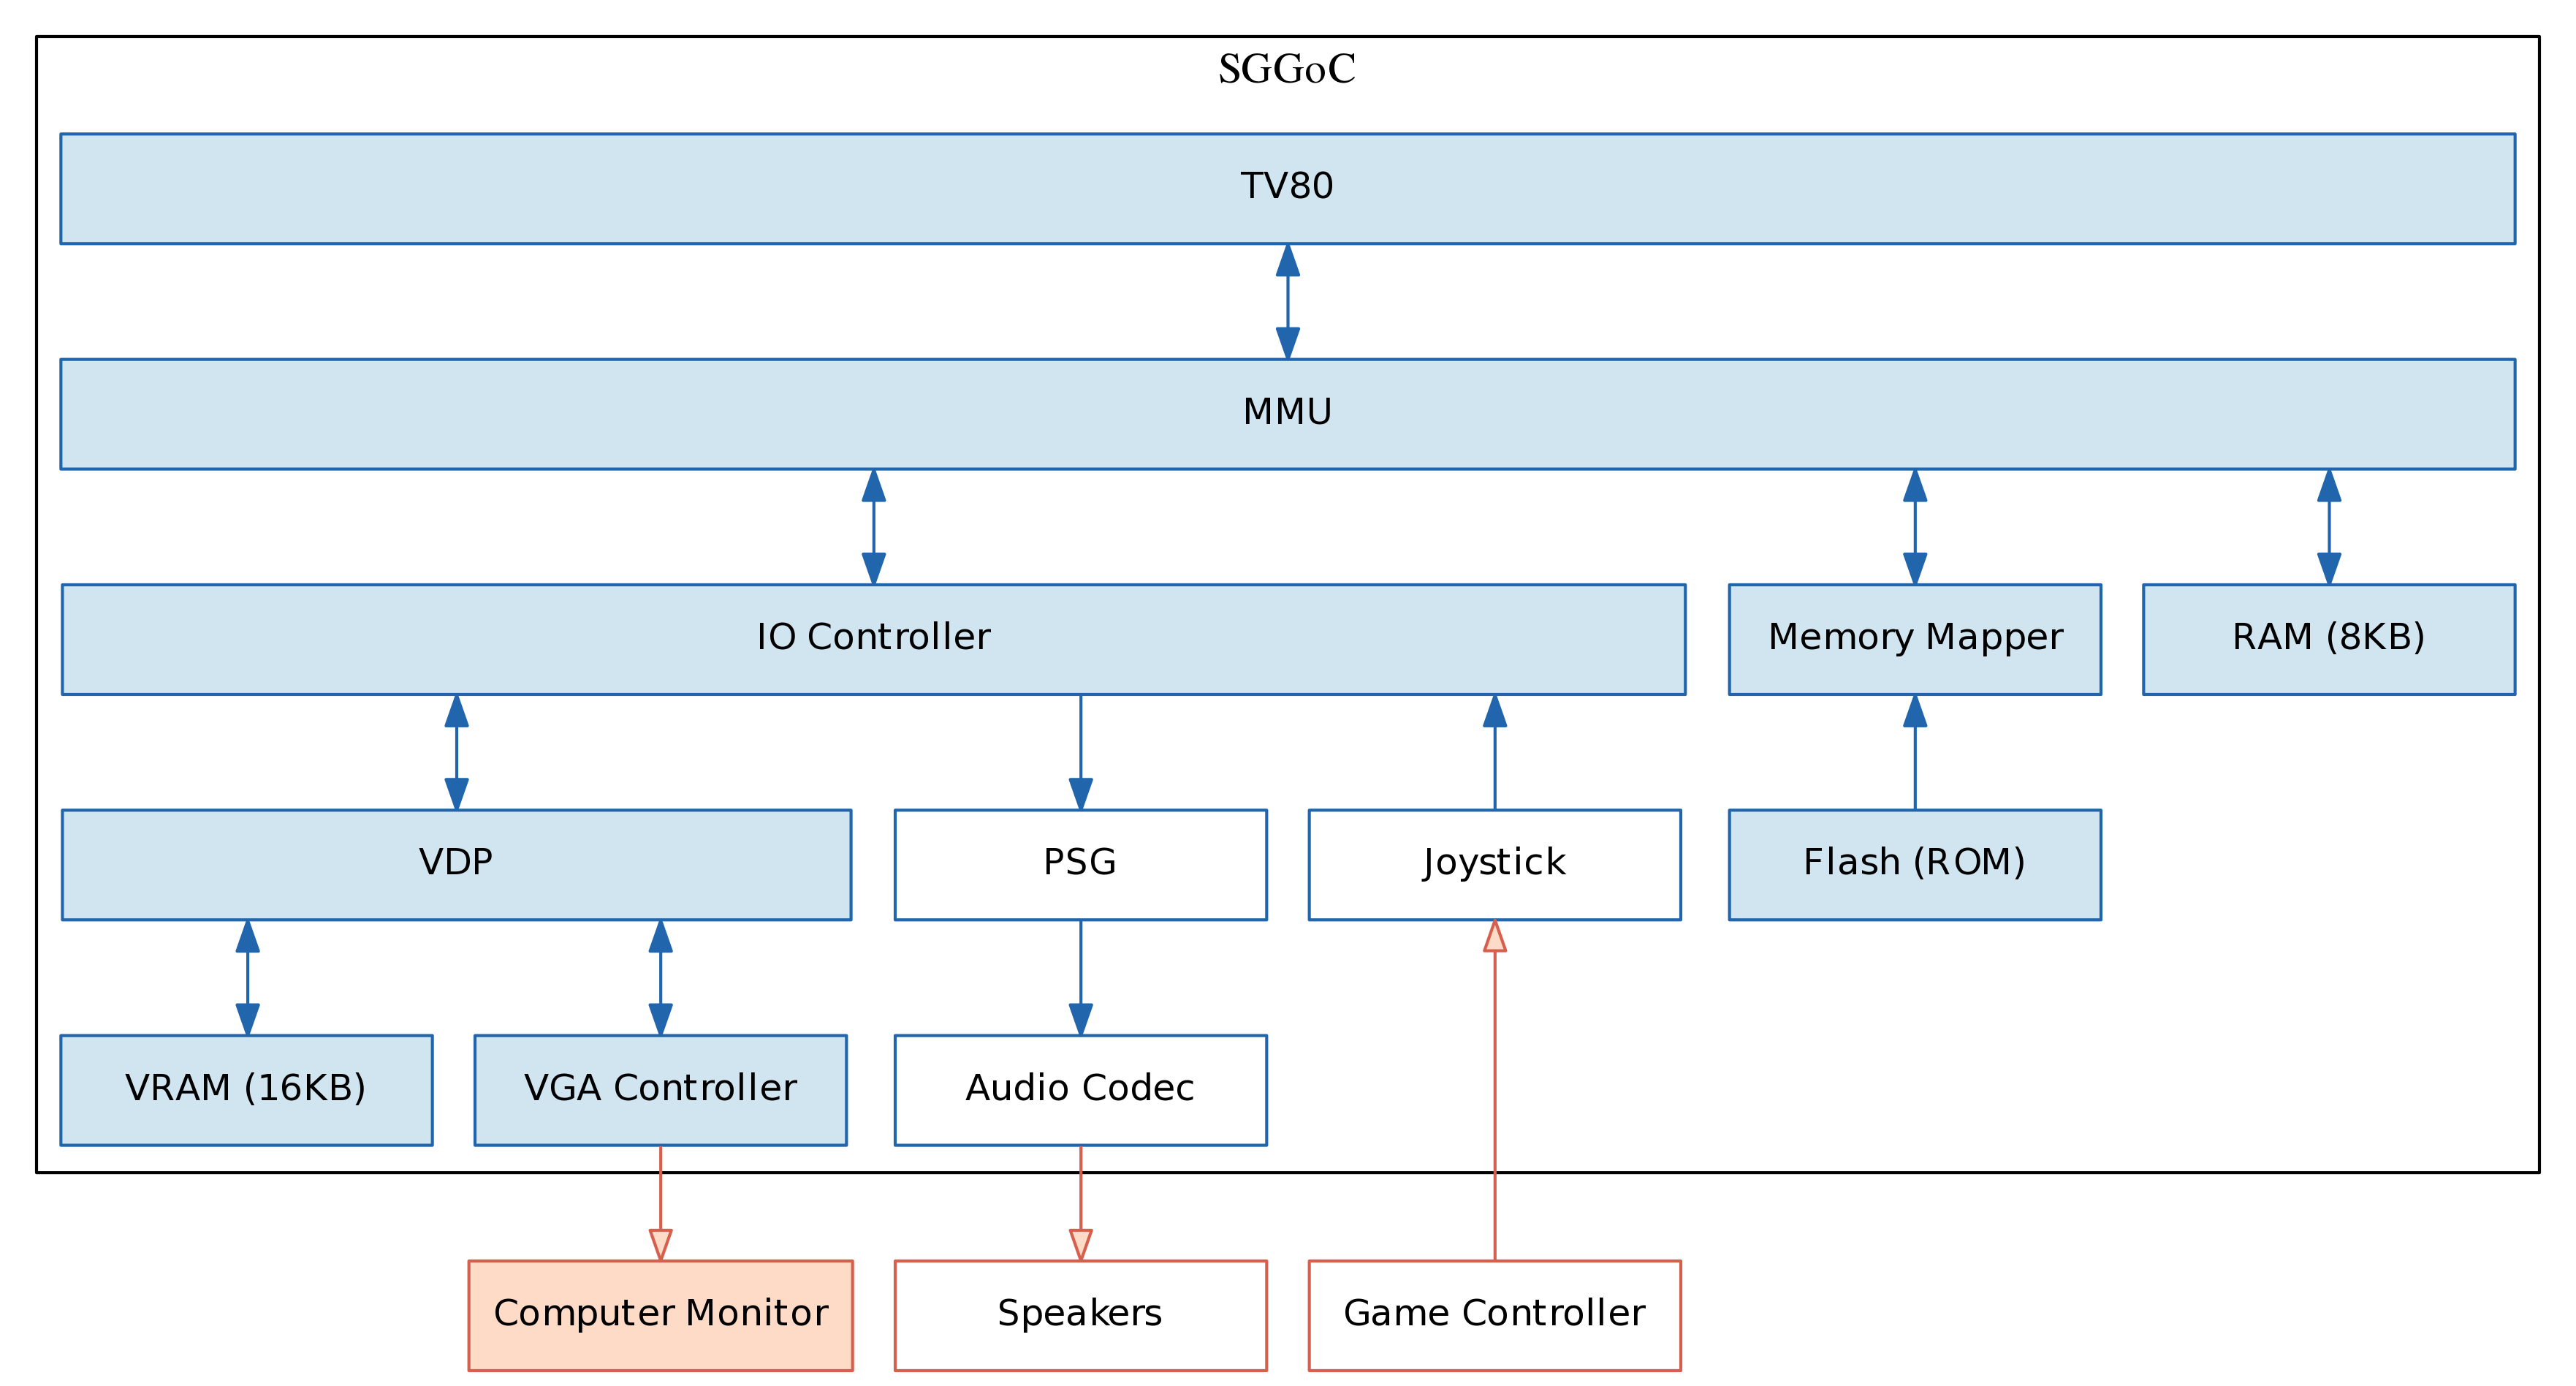 SGGoC
TV80
MMU
IO Controller
Memory Mapper
RAM (8KB)
VDP
PSG
Joystick
Flash (ROM)
VRAM (16KB)
VGA Controller
Audio Codec
Computer Monitor
Speakers
Game Controller